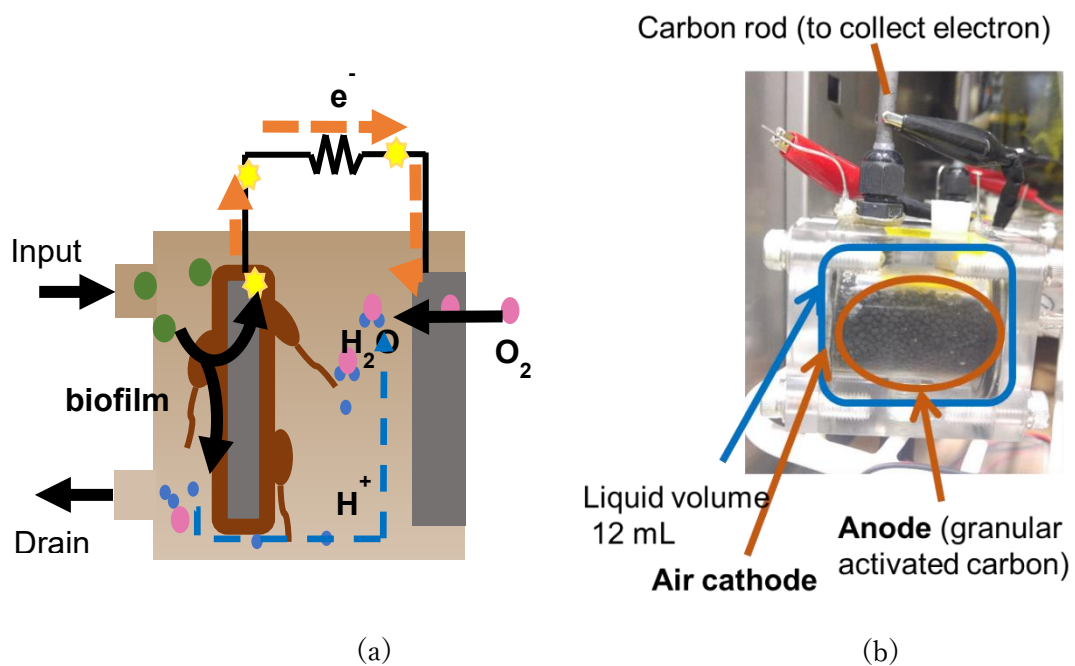 Carbon rod (to collect electron)
e-
Input
H2O
O2
biofilm
H+
Drain
Liquid volume
12 mL
Anode (granular
activated carbon)
Air cathode
(a)
(b)